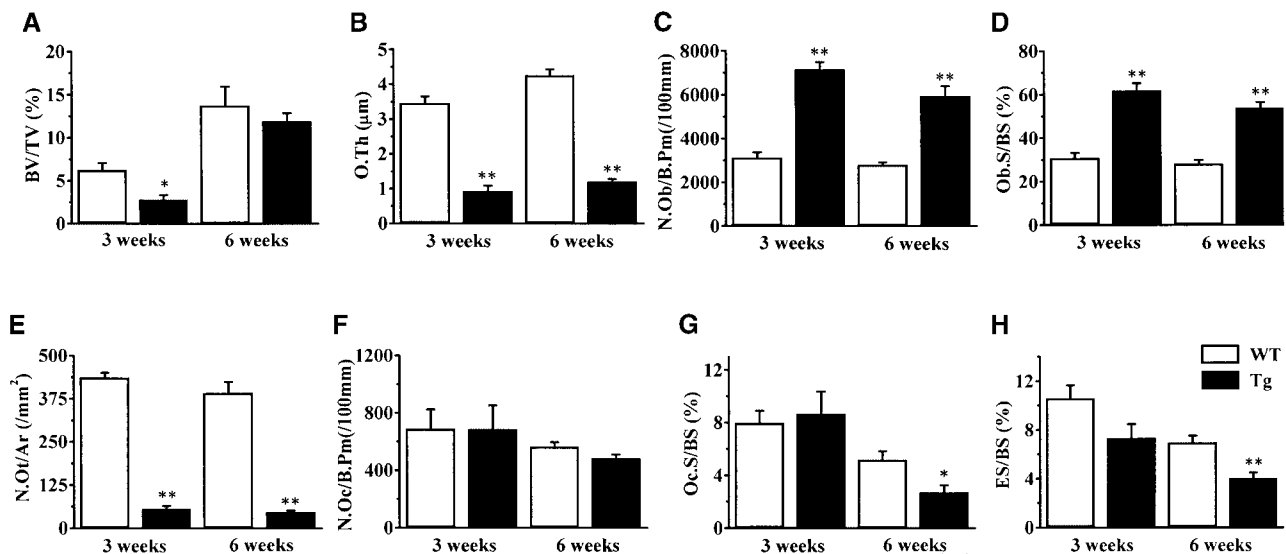 A
BV/TV (%)
20
15
10
5
0
*
3 weeks 6 weeks
B
O.Th (μm)
5
4
3
2
1
0
** **
3 weeks 6 weeks
C
N.Ob/B.Pm(/100mm)
8000
6000
4000
2000
0
** **
3 weeks 6 weeks
D
Ob.S/BS (%)
80
60
40
20
0
** **
3 weeks 6 weeks
E
N.Ot/Ar (/mm²)
500
375
250
125
0
** **
3 weeks 6 weeks
F
N.Oc/B.Pm(/100mm)
1200
800
400
0
3 weeks 6 weeks
G
Oc.S/BS (%)
12
8
4
0
*
3 weeks 6 weeks
H
ES/BS (%)
12
8
4
0
**
3 weeks 6 weeks
WT
Tg